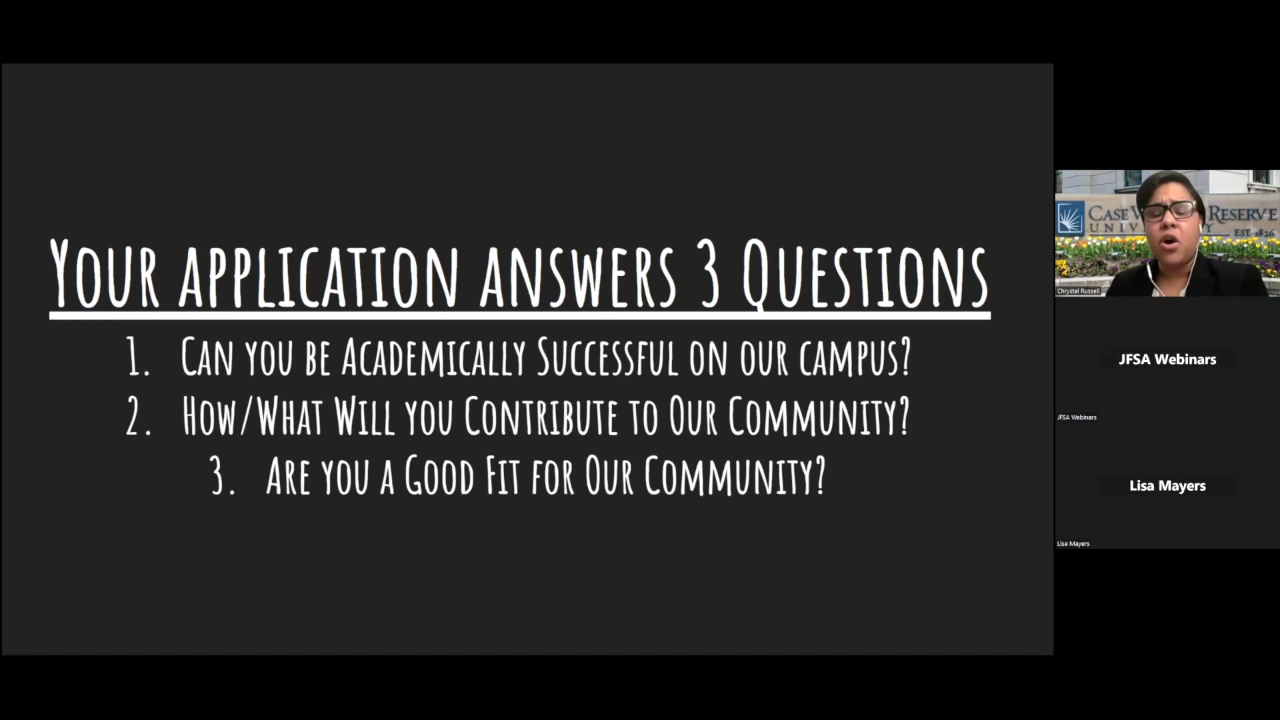 Your application answers 3 Questions
1. Can you be Academically Successful on our campus?
2. How/What Will you Contribute to Our Community?
3. Are you a Good Fit for Our Community?
Case Reserve
EST. 1826
Chrystal Russell
JFSA Webinars
JFSA Webinars
Lisa Mayers
Lisa Mayers